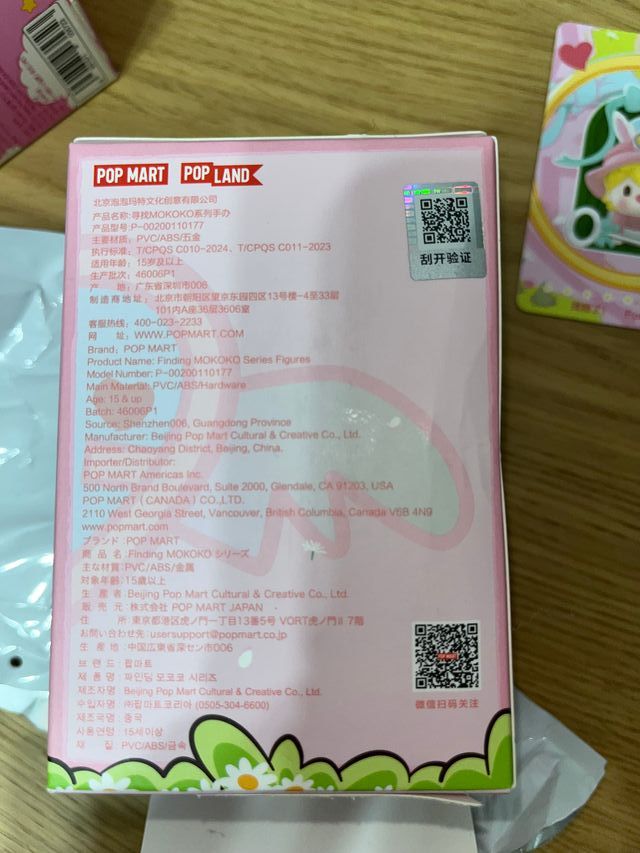 POP MART POP LAND
北京泡泡玛特文化创意有限公司
产品名称:寻找MOKOKO系列手办
产品型号:P-00200110177
主要材质: PVC/ABS/五金
执行标准: T/CPQS C010-2024、T/CPQS C011-2023
适用年龄: 15岁及以上
生产批次: 46006P1
产 地: 广东省深圳市006
制造商地址: 北京市朝阳区望京东园四区13号楼-4至33层
101内A座36层3606室
客服热线: 400-023-2233
网 址: WWW.POPMART.COM
Brand: POP MART
Product Name: Finding MOKOKO Series Figures
Model Number: P-00200110177
Main Material: PVC/ABS/Hardware
Age: 15 & up
Batch: 46006P1
Source: Shenzhen006, Guangdong Province
Manufacturer: Beijing Pop Mart Cultural & Creative Co., Ltd.
Address: Chaoyang District, Beijing, China.
Importer/Distributor:
POP MART Americas Inc.
500 North Brand Boulevard, Suite 2000, Glendale, CA 91203, USA
POP MART (CANADA) CO.,LTD.
2110 West Georgia Street, Vancouver, British Columbia, Canada V6B 4N9
www.popmart.com
ブランド: POP MART
商品名:Finding MOKOKO シリーズ
主な材質:PVC/ABS/金属
対象年齢:15歳以上
生産者:Beijing Pop Mart Cultural & Creative Co., Ltd.
販売元:株式会社 POP MART JAPAN
住所:東京都港区虎ノ門一丁目13番5号 VORT虎ノ門II 7階
お問い合わせ先:usersupport@popmart.co.jp
生産地:中国広東省深セン市006
브랜드: 팝마트
제품명: 파인딩 모코코 시리즈
제조자명: Beijing Pop Mart Cultural & Creative Co., Ltd.
수입자명: ㈜팝마트코리아 (0505-304-6600)
제조국명: 중국
사용연령: 15세이상
재 질: PVC/ABS/금속
刮开验证
POP MART
微信扫码关注